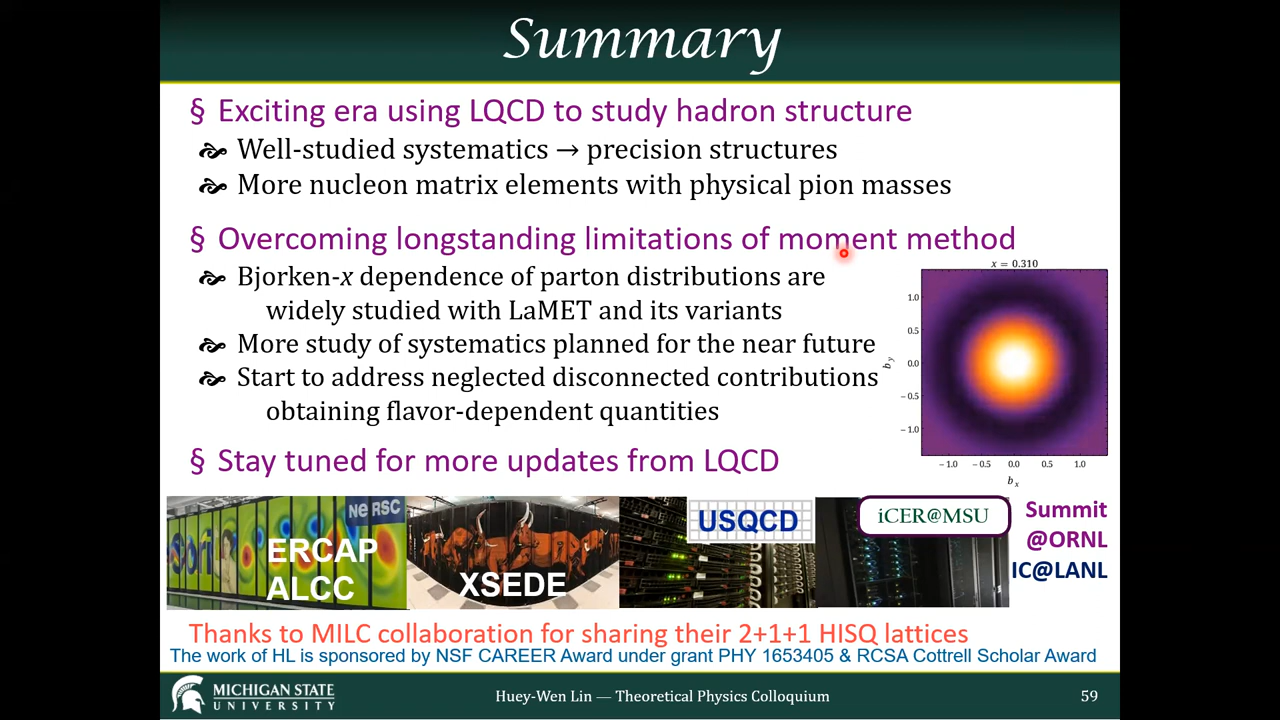 Summary
§ Exciting era using LQCD to study hadron structure
Well-studied systematics → precision structures
More nucleon matrix elements with physical pion masses
§ Overcoming longstanding limitations of moment method
Bjorken-x dependence of parton distributions are
widely studied with LaMET and its variants
More study of systematics planned for the near future
Start to address neglected disconnected contributions
obtaining flavor-dependent quantities
x = 0.310
1.0
0.5
0.0
−0.5
−1.0
b_y
−1.0 −0.5 0.0 0.5 1.0
b_x
§ Stay tuned for more updates from LQCD
NeRSC
ERCAP
ALCC
XSEDE
USQCD
iCER@MSU
Summit
@ORNL
IC@LANL
Thanks to MILC collaboration for sharing their 2+1+1 HISQ lattices
The work of HL is sponsored by NSF CAREER Award under grant PHY 1653405 & RCSA Cottrell Scholar Award
MICHIGAN STATE
UNIVERSITY
Huey-Wen Lin — Theoretical Physics Colloquium
59